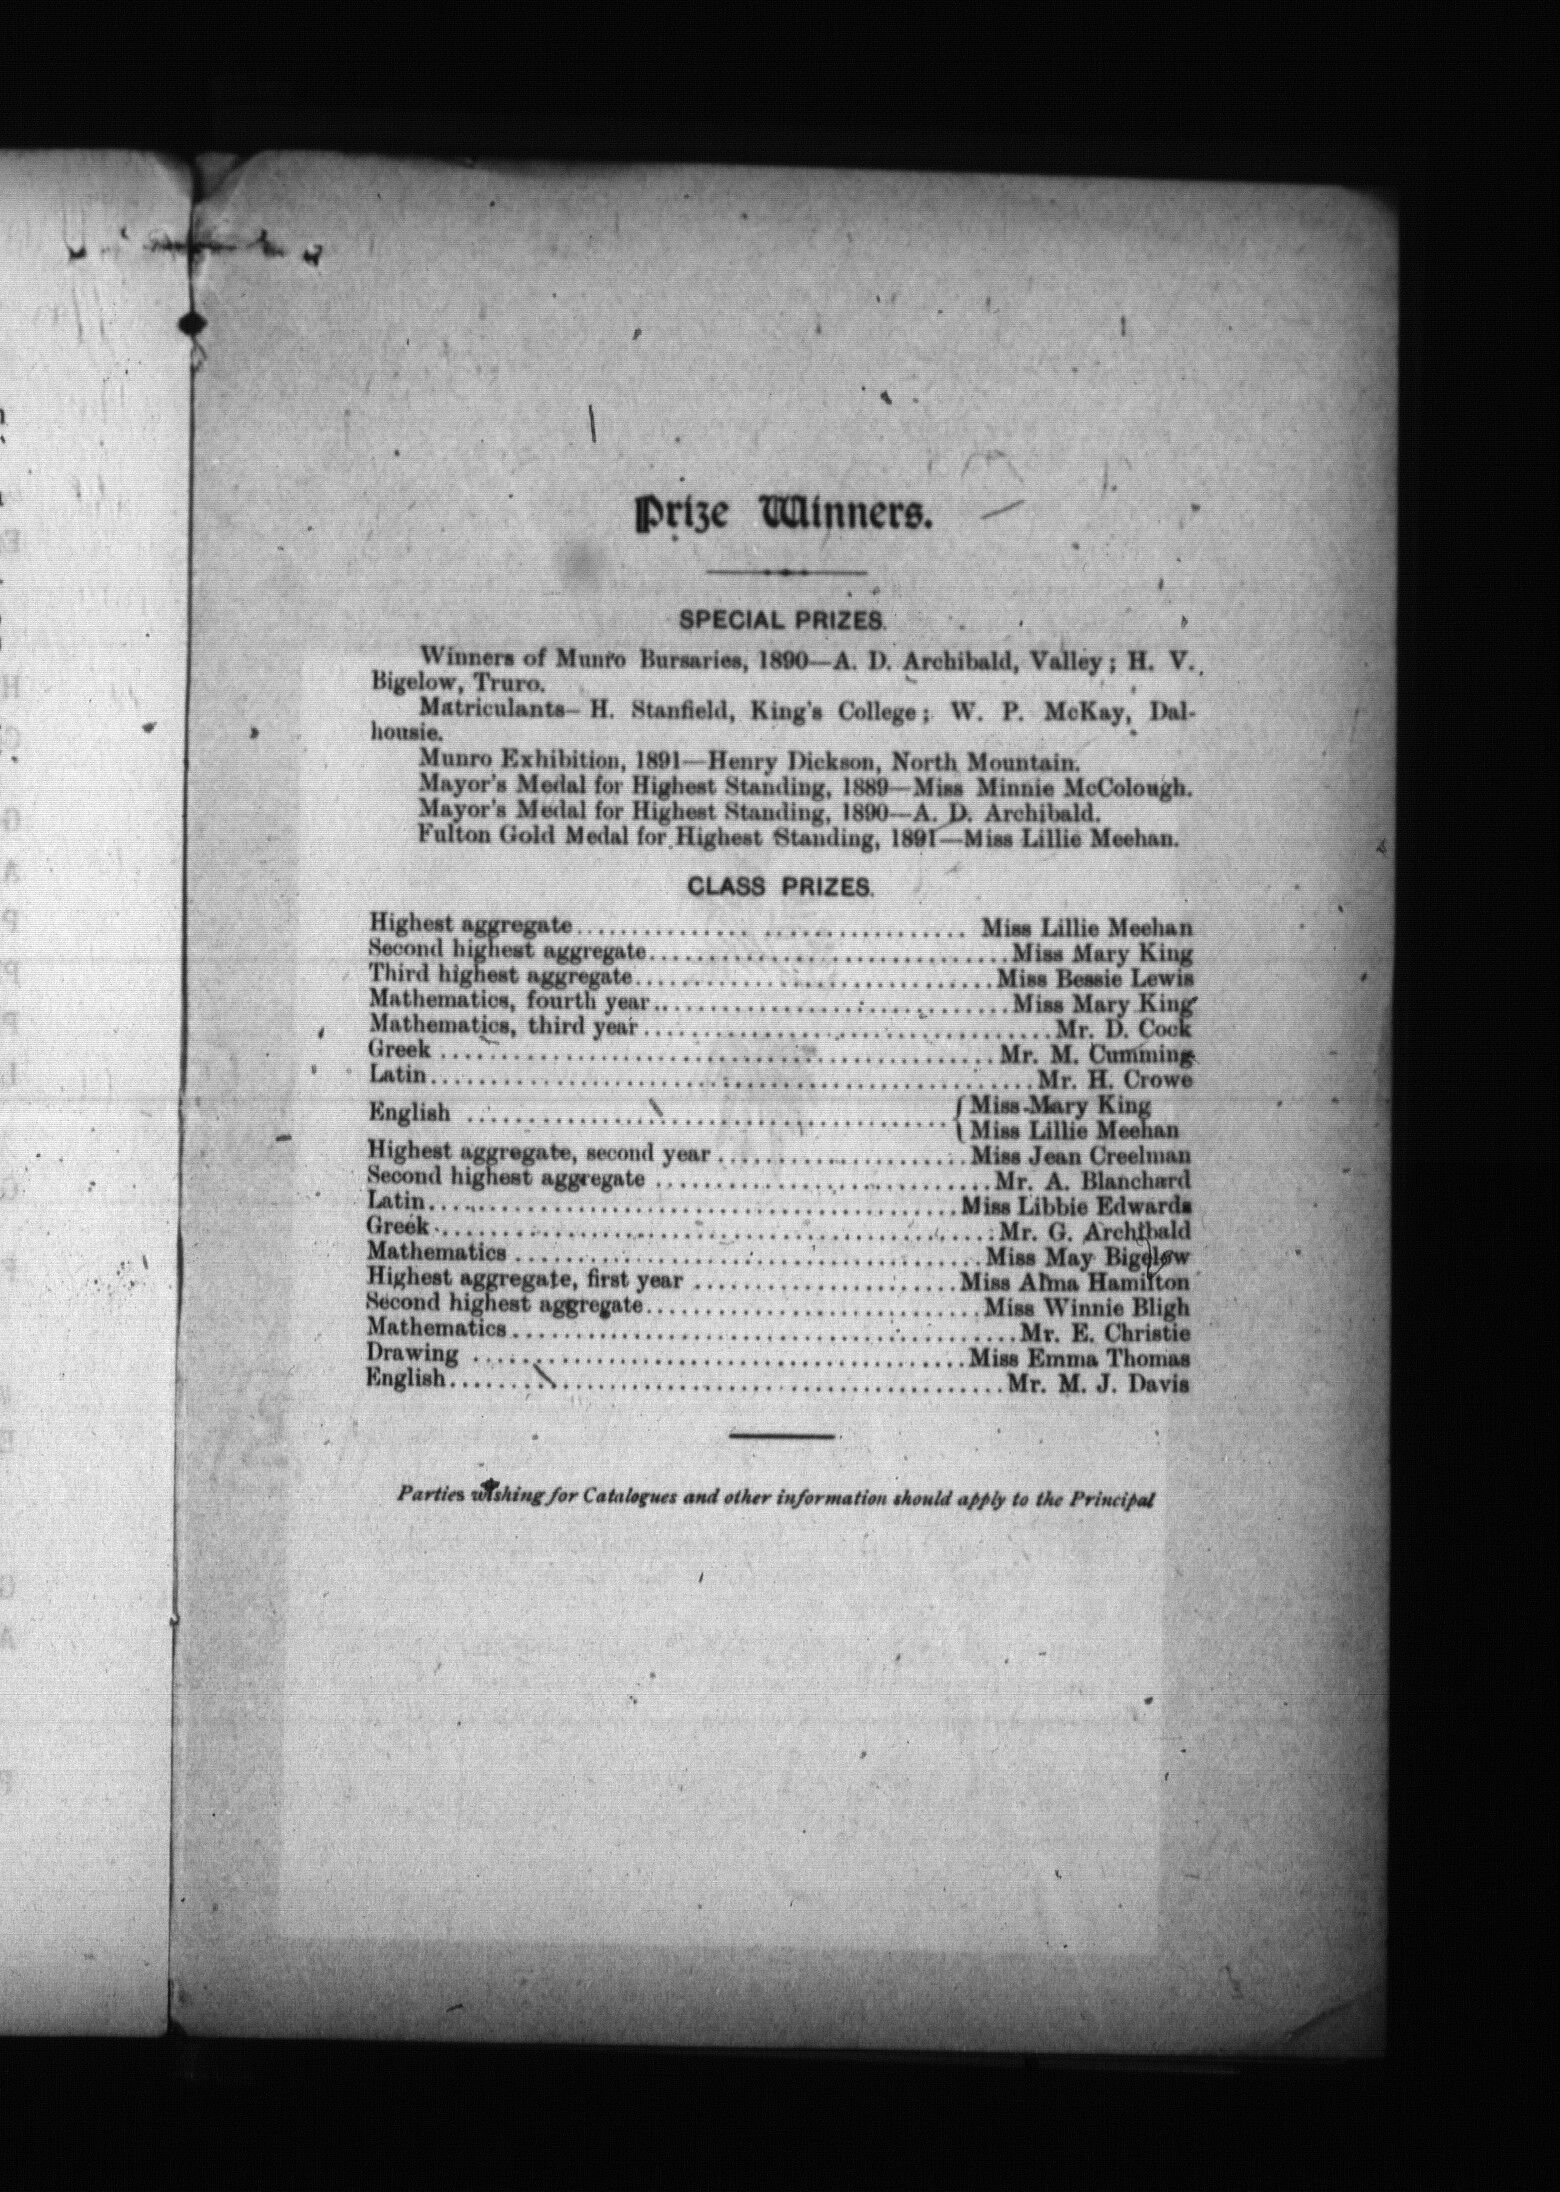 Prize Winners.
SPECIAL PRIZES.
Winners of Munro Bursaries, 1890—A. D. Archibald, Valley; H. V.
Bigelow, Truro.
Matriculants—H. Stanfield, King's College; W. P. McKay, Dal-
housie.
Munro Exhibition, 1891—Henry Dickson, North Mountain.
Mayor's Medal for Highest Standing, 1889—Miss Minnie McColough.
Mayor's Medal for Highest Standing, 1890—A. D. Archibald.
Fulton Gold Medal for Highest Standing, 1891—Miss Lillie Meehan.
CLASS PRIZES.
Highest aggregate.............................. Miss Lillie Meehan
Second highest aggregate..............................Miss Mary King
Third highest aggregate..............................Miss Bessie Lewis
Mathematics, fourth year..............................Miss Mary King
Mathematics, third year..................................Mr. D. Cock
Greek ..............................................Mr. M. Cumming
Latin..................................................Mr. H. Crowe
English ........................................{Miss Mary King
{Miss Lillie Meehan
Highest aggregate, second year .....................Miss Jean Creelman
Second highest aggregate ............................Mr. A. Blanchard
Latin............................................Miss Libbie Edwards
Greek..............................................Mr. G. Archibald
Mathematics .......................................Miss May Bigelow
Highest aggregate, first year ......................Miss Alma Hamilton
Second highest aggregate............................Miss Winnie Bligh
Mathematics..........................................Mr. E. Christie
Drawing .........................................Miss Emma Thomas
English..............................................Mr. M. J. Davis
Parties wishing for Catalogues and other information should apply to the Principal